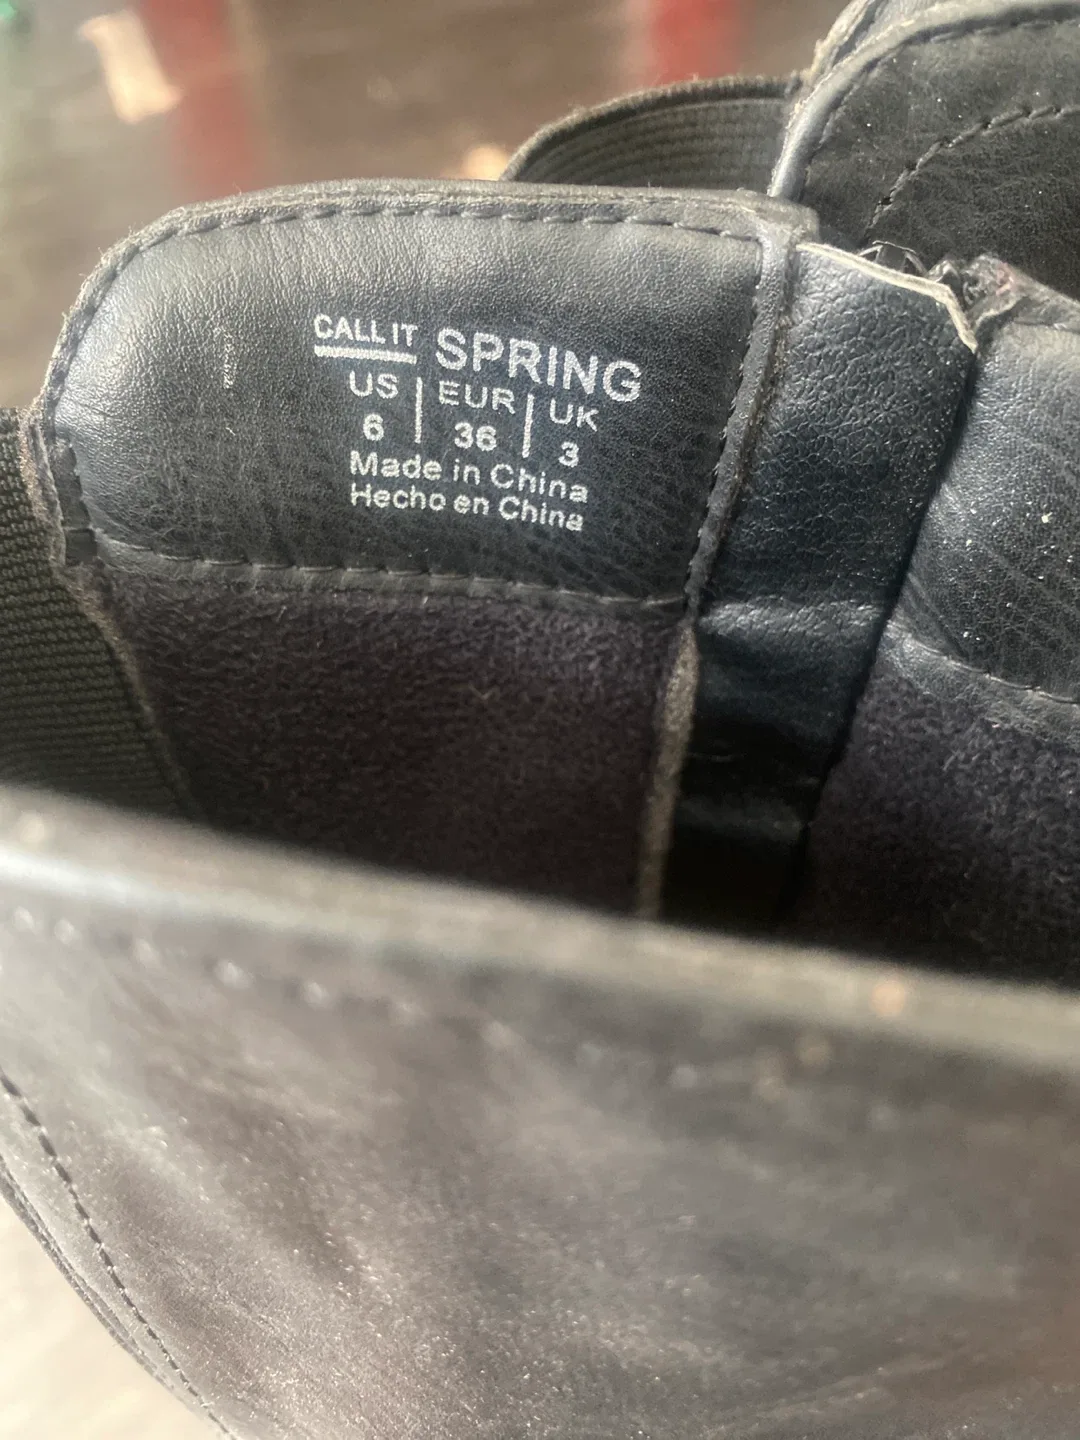 CALL IT SPRING
US | EUR | UK
6 | 36 | 3
Made in China
Hecho en China